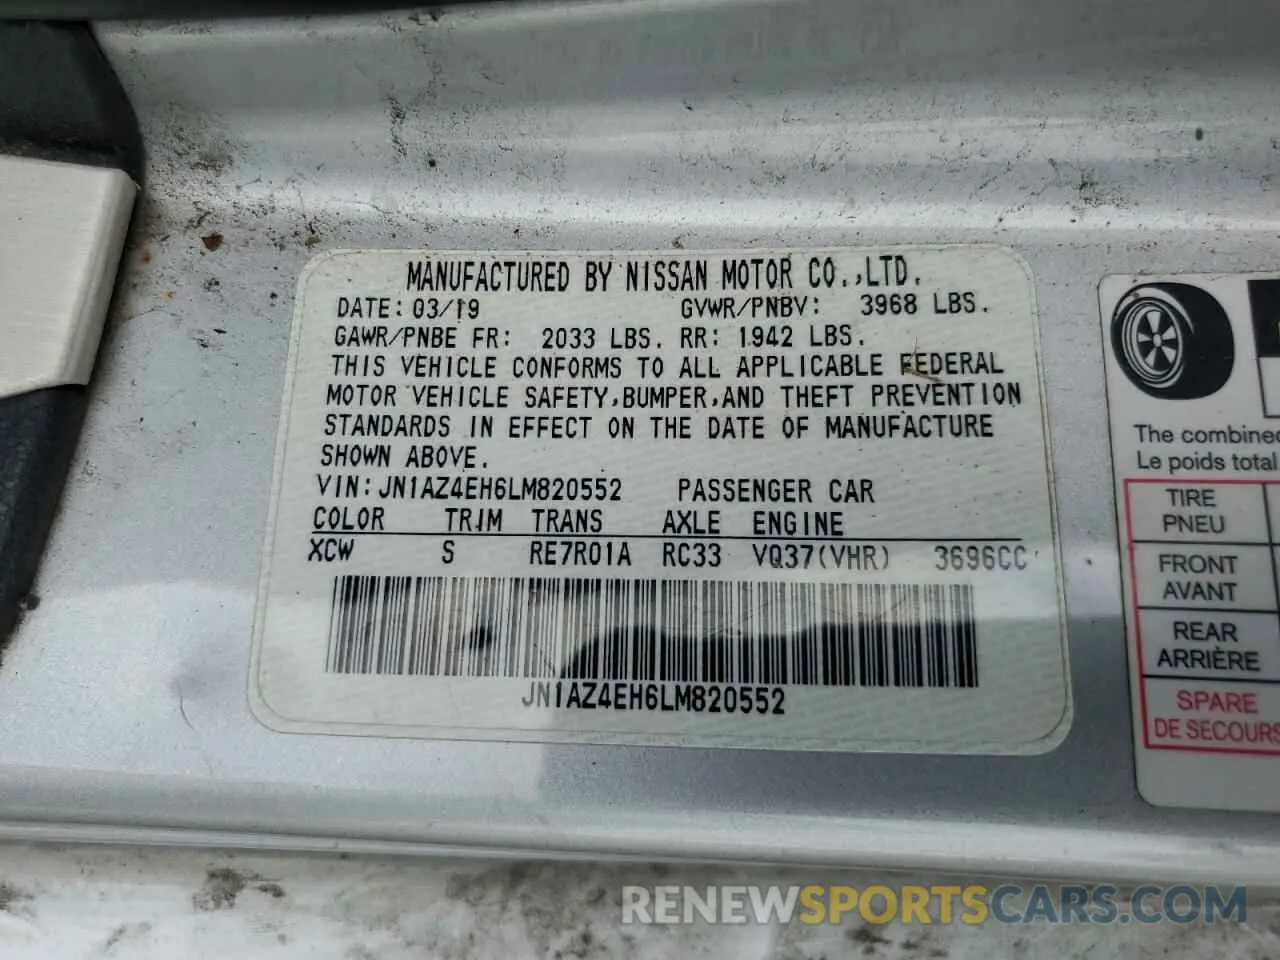 MANUFACTURED BY NISSAN MOTOR CO.,LTD.
DATE: 03/19 GVWR/PNBV: 3968 LBS.
GAWR/PNBE FR: 2033 LBS. RR: 1942 LBS.
THIS VEHICLE CONFORMS TO ALL APPLICABLE FEDERAL
MOTOR VEHICLE SAFETY,BUMPER,AND THEFT PREVENTION
STANDARDS IN EFFECT ON THE DATE OF MANUFACTURE
SHOWN ABOVE.
VIN: JN1AZ4EH6LM820552 PASSENGER CAR
COLOR TRIM TRANS AXLE ENGINE
XCW S RE7R01A RC33 VQ37(VHR) 3696CC
JN1AZ4EH6LM820552
The combined
Le poids total
TIRE
PNEU
FRONT
AVANT
REAR
ARRIÈRE
SPARE
DE SECOURS
RENEWSPORTSCARS.COM